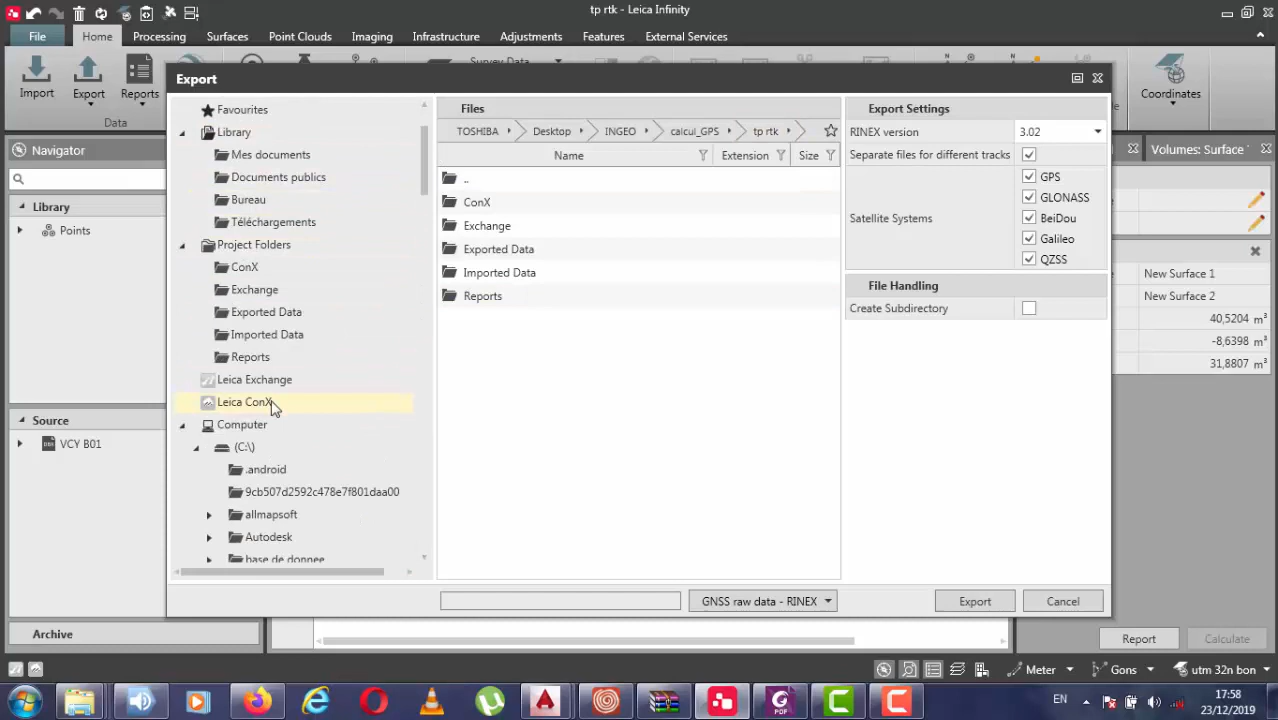 tp rtk - Leica Infinity
File Home Processing Surfaces Point Clouds Imaging Infrastructure Adjustments Features External Services
Import Export Reports Coordinates
Data
Navigator
Library
Points
Source
VCY B01
Archive
Export
Favourites
Library
Mes documents
Documents publics
Bureau
Téléchargements
Project Folders
ConX
Exchange
Exported Data
Imported Data
Reports
Leica Exchange
Leica ConX
Computer
(C:\)
.android
9cb507d2592c478e7f801daa00
allmapsoft
Autodesk
base de donnee
Files
TOSHIBA Desktop INGEO calcul_GPS tp rtk
Name Extension Size
..
ConX
Exchange
Exported Data
Imported Data
Reports
GNSS raw data - RINEX Export Cancel
Export Settings
RINEX version 3.02
Separate files for different tracks
Satellite Systems
GPS
GLONASS
BeiDou
Galileo
QZSS
File Handling
Create Subdirectory
Volumes: Surface
New Surface 1
New Surface 2
40,5204 m³
-8,6398 m³
31,8807 m³
Report Calculate
Meter Gons utm 32n bon
PDF
EN 17:58
23/12/2019